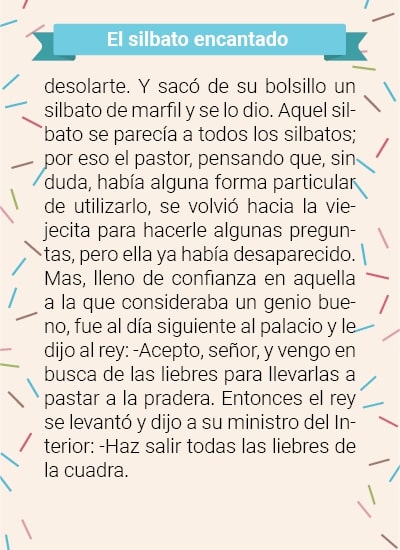 El silbato encantado
desolarte. Y sacó de su bolsillo un
silbato de marfil y se lo dio. Aquel sil-
bato se parecía a todos los silbatos;
por eso el pastor, pensando que, sin
duda, había alguna forma particular
de utilizarlo, se volvió hacia la vie-
jecita para hacerle algunas pregun-
tas, pero ella ya había desaparecido.
Mas, lleno de confianza en aquella
a la que consideraba un genio bue-
no, fue al día siguiente al palacio y le
dijo al rey: -Acepto, señor, y vengo en
busca de las liebres para llevarlas a
pastar a la pradera. Entonces el rey
se levantó y dijo a su ministro del In-
terior: -Haz salir todas las liebres de
la cuadra.